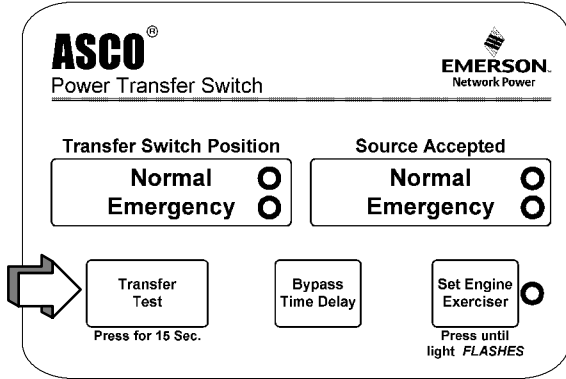 ASCO®
Power Transfer Switch
EMERSON.
Network Power
Transfer Switch Position
Normal
Emergency
Source Accepted
Normal
Emergency
Transfer
Test
Press for 15 Sec.
Bypass
Time Delay
Set Engine
Exerciser
Press until
light FLASHES